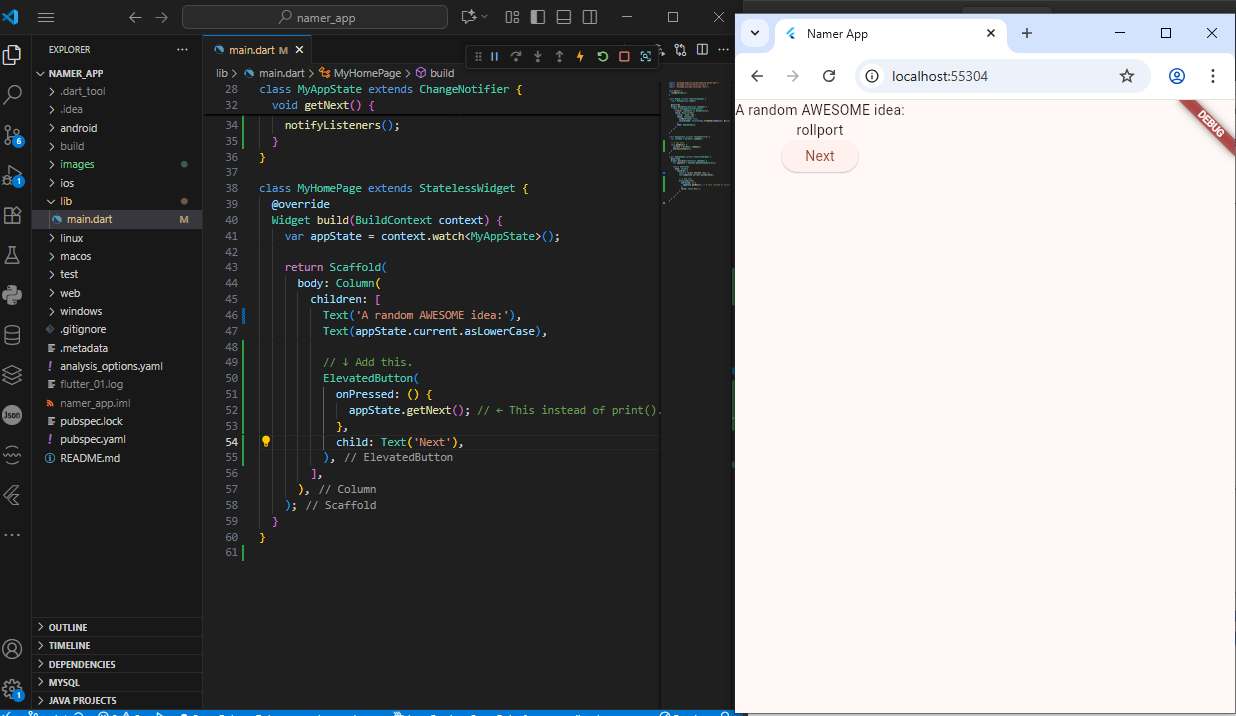 namer_app
EXPLORER
NAMER_APP
.dart_tool
.idea
android
build
images
ios
lib
main.dart M
linux
macos
test
web
windows
.gitignore
.metadata
analysis_options.yaml
flutter_01.log
namer_app.iml
pubspec.lock
pubspec.yaml
README.md
OUTLINE
TIMELINE
DEPENDENCIES
MYSQL
JAVA PROJECTS
6
1
Json
1
main.dart M
lib > main.dart > MyHomePage > build
28 class MyAppState extends ChangeNotifier {
32 void getNext() {
34 notifyListeners();
35 }
36 }
37
38 class MyHomePage extends StatelessWidget {
39 @override
40 Widget build(BuildContext context) {
41 var appState = context.watch<MyAppState>();
42
43 return Scaffold(
44 body: Column(
45 children: [
46 Text('A random AWESOME idea:'),
47 Text(appState.current.asLowerCase),
48
49 // ↓ Add this.
50 ElevatedButton(
51 onPressed: () {
52 appState.getNext(); // ← This instead of print().
53 },
54 child: Text('Next'),
55 ), // ElevatedButton
56 ],
57 ), // Column
58 ); // Scaffold
59 }
60 }
61
Namer App
localhost:55304
A random AWESOME idea:
rollport
Next
DEBUG